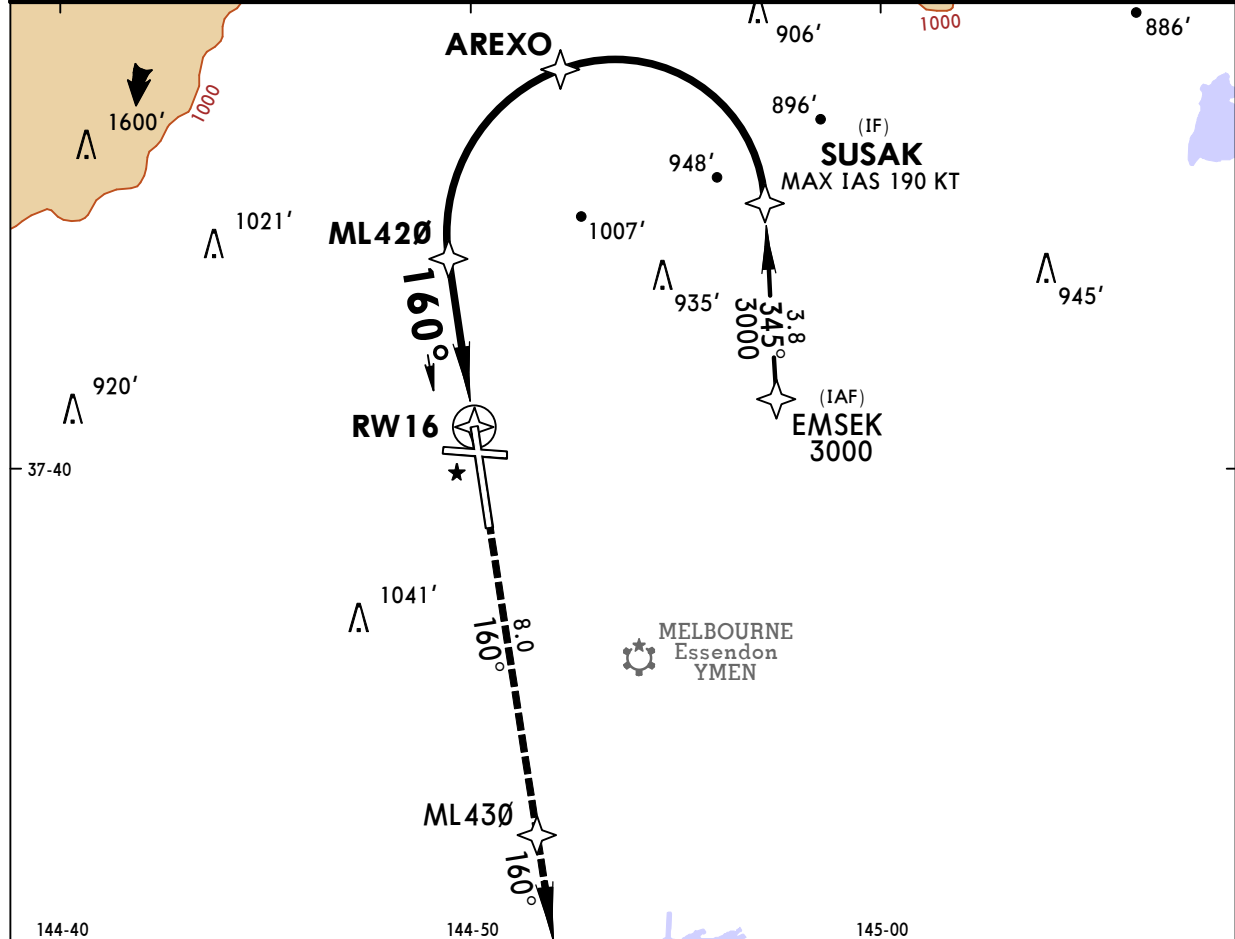 906′
1000
886′
AREXO
1600′
1000
896′
(IF)
SUSAK
MAX IAS 190 KT
948′
1021′
1007′
ML42Ø
160°
935′
945′
3.8
345°
3000
920′
(IAF)
EMSEK
3000
RW16
37-40
1041′
8.0
160°
MELBOURNE
Essendon
YMEN
ML43Ø
160°
144-40
144-50
145-00